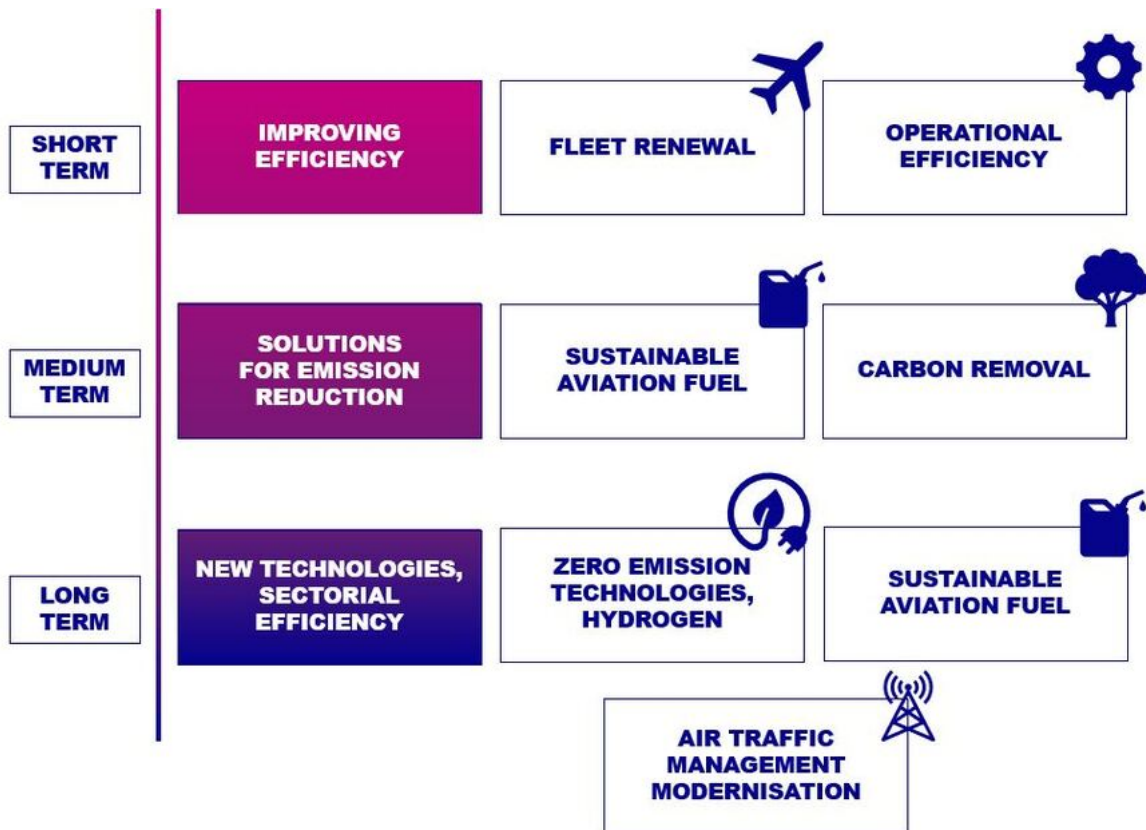 SHORT
TERM
IMPROVING
EFFICIENCY
FLEET RENEWAL
OPERATIONAL
EFFICIENCY
MEDIUM
TERM
SOLUTIONS
FOR EMISSION
REDUCTION
SUSTAINABLE
AVIATION FUEL
CARBON REMOVAL
LONG
TERM
NEW TECHNOLOGIES,
SECTORIAL
EFFICIENCY
ZERO EMISSION
TECHNOLOGIES,
HYDROGEN
SUSTAINABLE
AVIATION FUEL
AIR TRAFFIC
MANAGEMENT
MODERNISATION